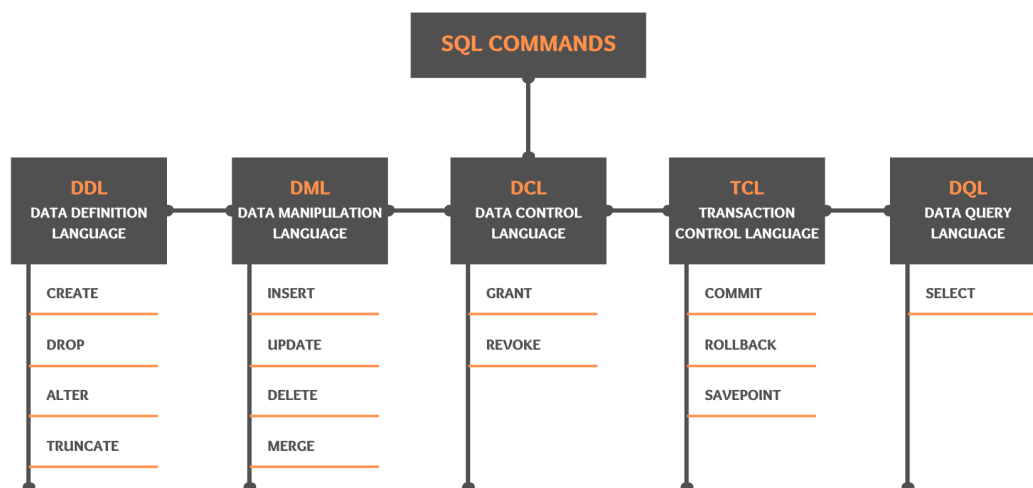 SQL COMMANDS
DDL
DATA DEFINITION
LANGUAGE
CREATE
DROP
ALTER
TRUNCATE
DML
DATA MANIPULATION
LANGUAGE
INSERT
UPDATE
DELETE
MERGE
DCL
DATA CONTROL
LANGUAGE
GRANT
REVOKE
TCL
TRANSACTION
CONTROL LANGUAGE
COMMIT
ROLLBACK
SAVEPOINT
DQL
DATA QUERY
LANGUAGE
SELECT